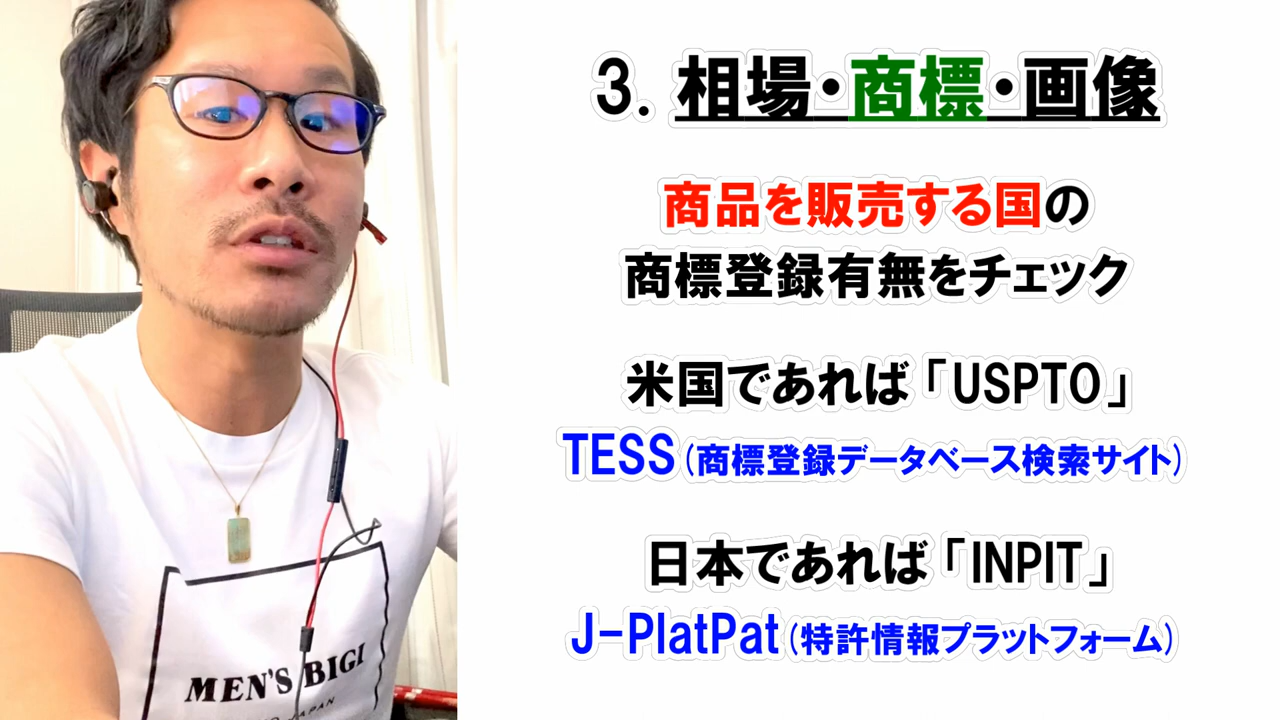 3. 相場・商標・画像
商品を販売する国の
商標登録有無をチェック
米国であれば「USPTO」
TESS(商標登録データベース検索サイト)
日本であれば「INPIT」
J-PlatPat(特許情報プラットフォーム)
MEN'S BIGI
JAPAN